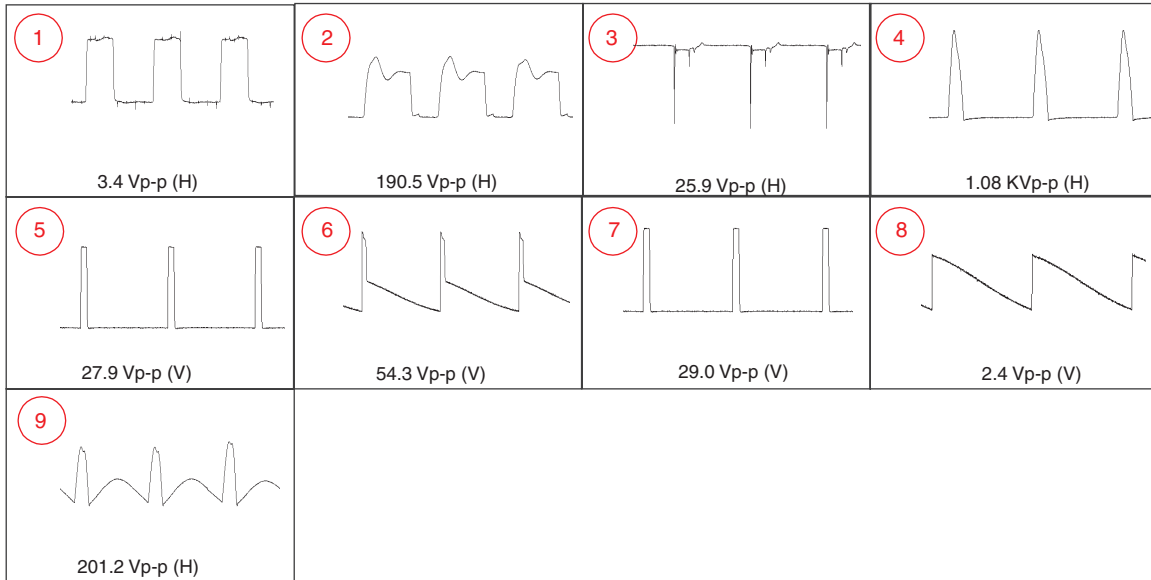 1
3.4 Vp-p (H)
2
190.5 Vp-p (H)
3
25.9 Vp-p (H)
4
1.08 KVp-p (H)
5
27.9 Vp-p (V)
6
54.3 Vp-p (V)
7
29.0 Vp-p (V)
8
2.4 Vp-p (V)
9
201.2 Vp-p (H)